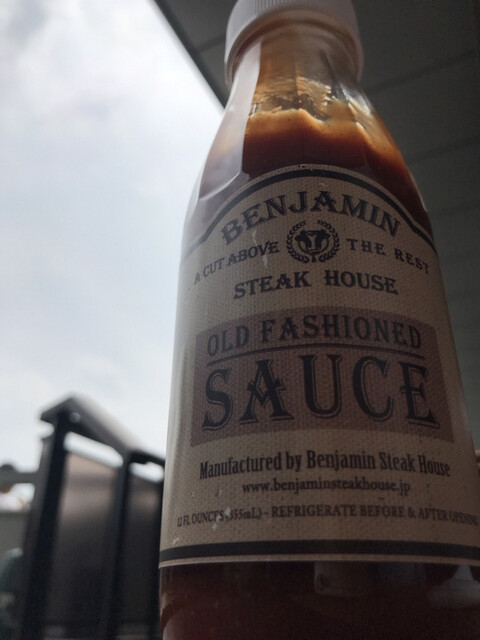 BENJAMIN
A CUT ABOVE THE REST
STEAK HOUSE
OLD FASHIONED
SAUCE
Manufactured by Benjamin Steak House
www.benjaminsteakhouse.jp
12 FL OUNCES (355mL) - REFRIGERATE BEFORE & AFTER OPENING